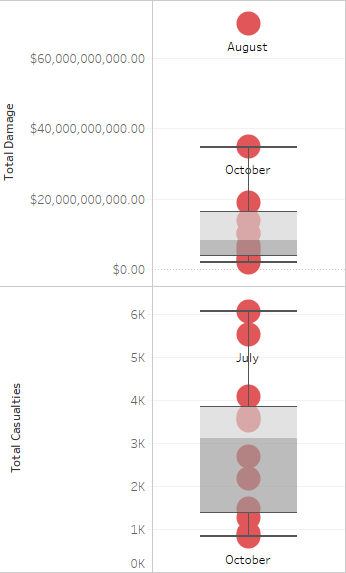 Total Damage
$60,000,000,000.00
$40,000,000,000.00
$20,000,000,000.00
$0.00
August
October
Total Casualties
6K
5K
4K
3K
2K
1K
0K
July
October